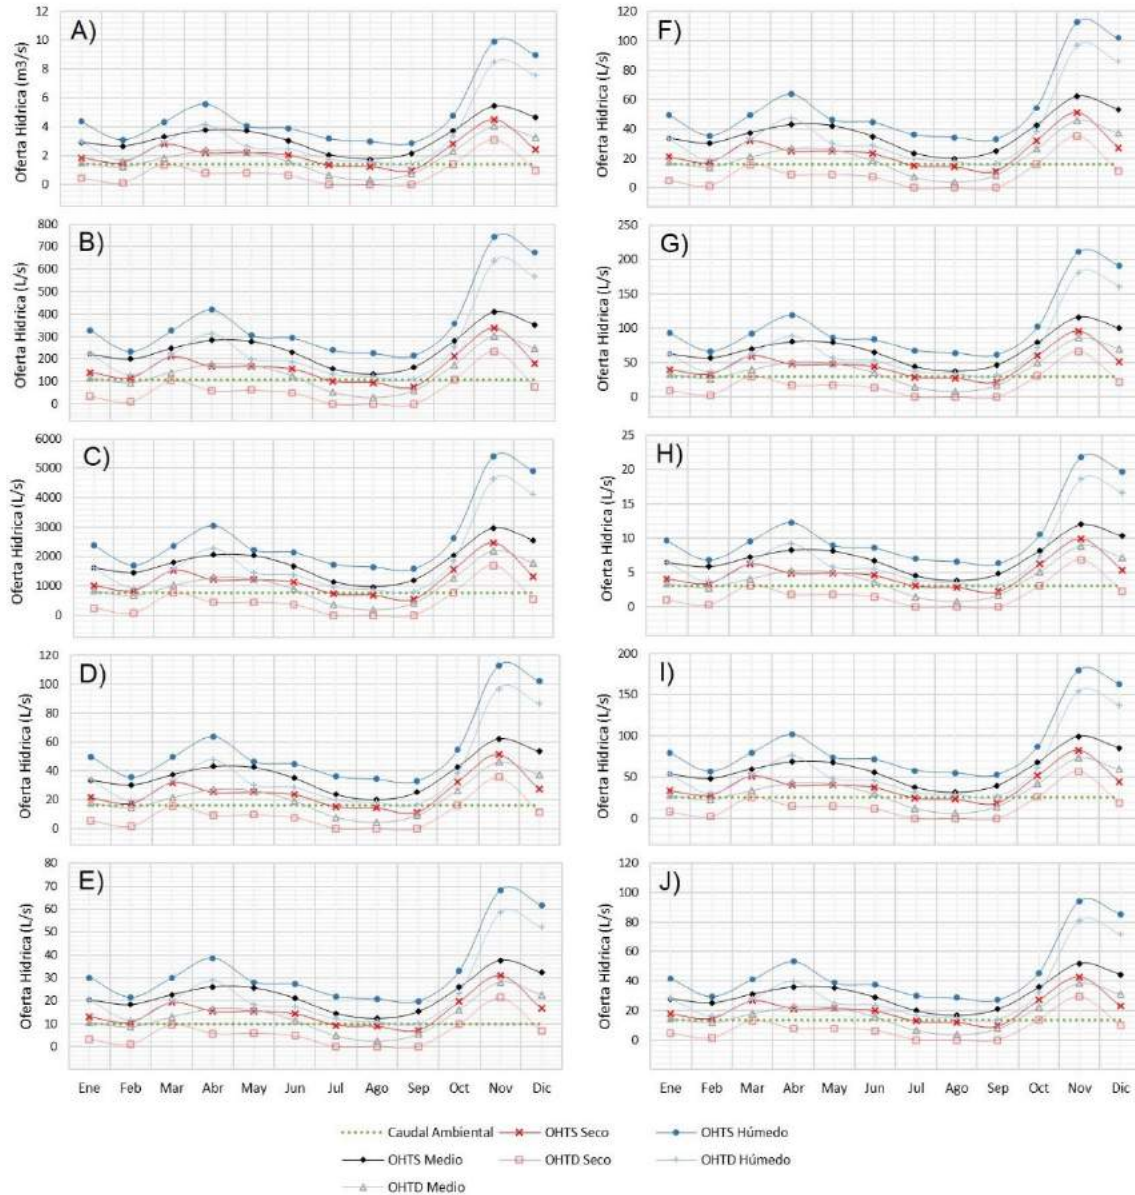 A)
Oferta Hídrica (m3/s)
12
10
8
6
4
2
0
F)
Oferta Hídrica (L/s)
120
100
80
60
40
20
0
B)
Oferta Hídrica (L/s)
800
700
600
500
400
300
200
100
0
G)
Oferta Hídrica (L/s)
250
200
150
100
50
0
C)
Oferta Hídrica (L/s)
6000
5000
4000
3000
2000
1000
0
H)
Oferta Hídrica (L/s)
25
20
15
10
5
0
D)
Oferta Hídrica (L/s)
120
100
80
60
40
20
0
I)
Oferta Hídrica (L/s)
200
150
100
50
0
E)
Oferta Hídrica (L/s)
80
70
60
50
40
30
20
10
0
J)
Oferta Hídrica (L/s)
120
100
80
60
40
20
0
Ene Feb Mar Abr May Jun Jul Ago Sep Oct Nov Dic
Ene Feb Mar Abr May Jun Jul Ago Sep Oct Nov Dic
Caudal Ambiental OHTS Seco OHTS Húmedo
OHTS Medio OHTD Seco OHTD Húmedo
OHTD Medio